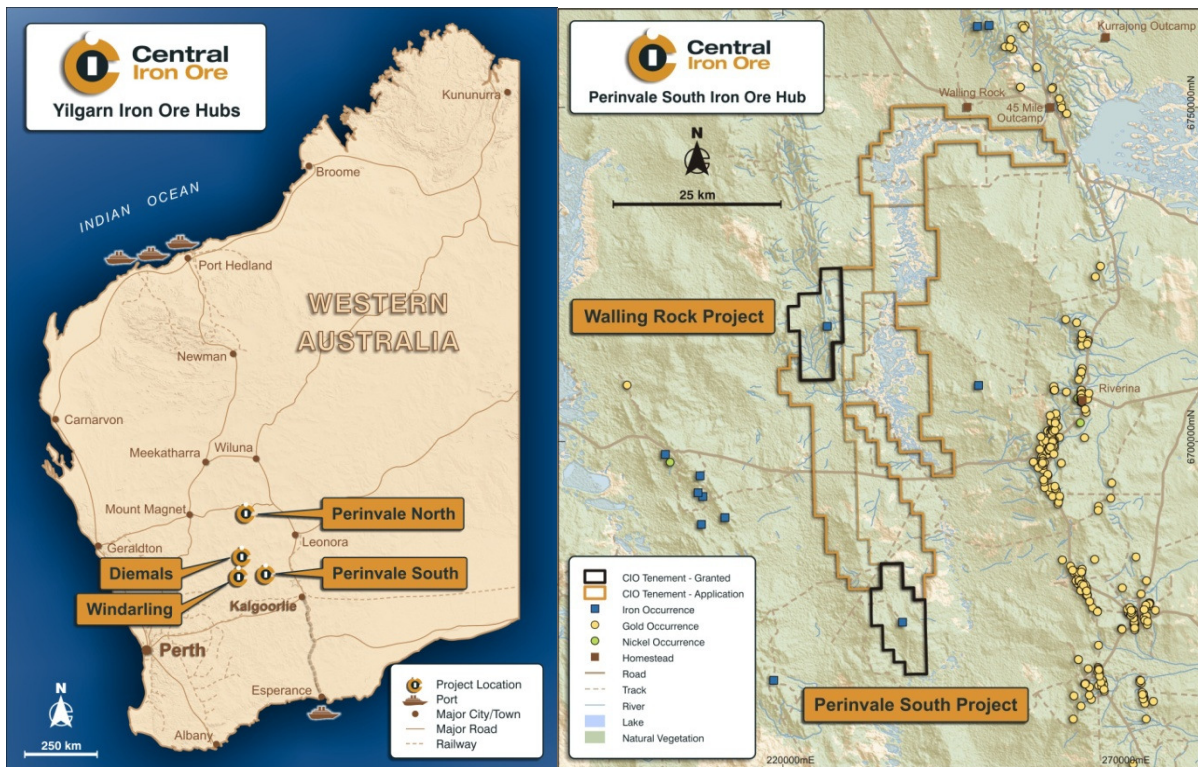 Central
Iron Ore
Yilgarn Iron Ore Hubs
Kununurra
Broome
INDIAN OCEAN
Port Hedland
WESTERN
AUSTRALIA
Newman
Carnarvon
Meekatharra
Wiluna
Mount Magnet
Perinvale North
Geraldton
Leonora
Diemals
Perinvale South
Windarling
Kalgoorlie
Perth
Esperance
Albany
N
250 km
Project Location
Port
Major City/Town
Major Road
Railway
Central
Iron Ore
Perinvale South Iron Ore Hub
Kurrajong Outcamp
Walling Rock
45 Mile
Outcamp
6750000mN
N
25 km
Walling Rock Project
Riverina
6700000mN
CIO Tenement - Granted
CIO Tenement - Application
Iron Occurrence
Gold Occurrence
Nickel Occurrence
Homestead
Road
Track
River
Lake
Natural Vegetation
Perinvale South Project
220000mE
270000mE